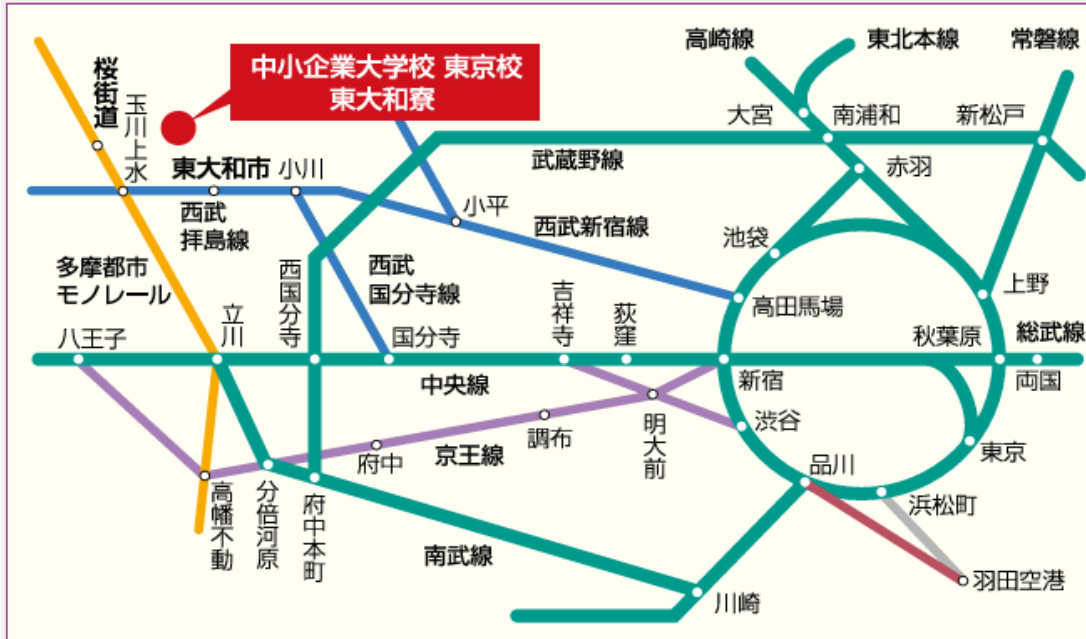 高崎線
東北本線
常磐線
中小企業大学校 東京校
東大和寮
桜街道
玉川上水
大宮
南浦和
新松戸
東大和市
小川
武蔵野線
赤羽
西武
拝島線
小平
西武新宿線
池袋
多摩都市
モノレール
西国分寺
西武
国分寺線
吉祥寺
荻窪
高田馬場
上野
八王子
立川
国分寺
秋葉原
総武線
中央線
新宿
両国
渋谷
明大前
調布
府中
京王線
東京
品川
浜松町
高幡不動
分倍河原
府中本町
南武線
川崎
羽田空港